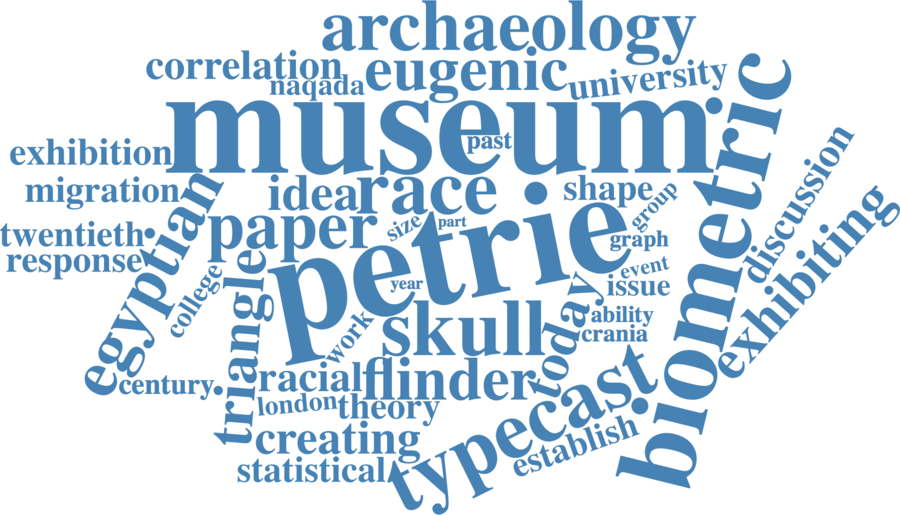 archaeology
correlation
eugenic
university
naqada
museum
past
biometric
exhibition
migration
idea
race
shape
group
discussion
egyptian
paper
size
part
twentieth
response
petrie
graph
exhibiting
college
triangle
year
event
issue
work
skull
today
ability
crania
century
racial
flinder
london
theory
typecast
creating
establish
statistical